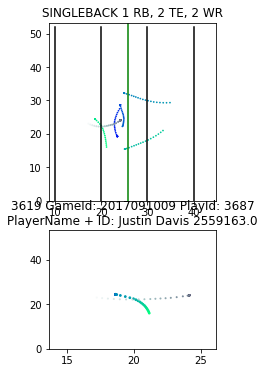 SINGLEBACK 1 RB, 2 TE, 2 WR
50
40
30
20
10
0
10 20 30 40
3619 GameId: 2017091009 PlayId: 3687
PlayerName + ID: Justin Davis 2559163.0
40
20
0
15 20 25